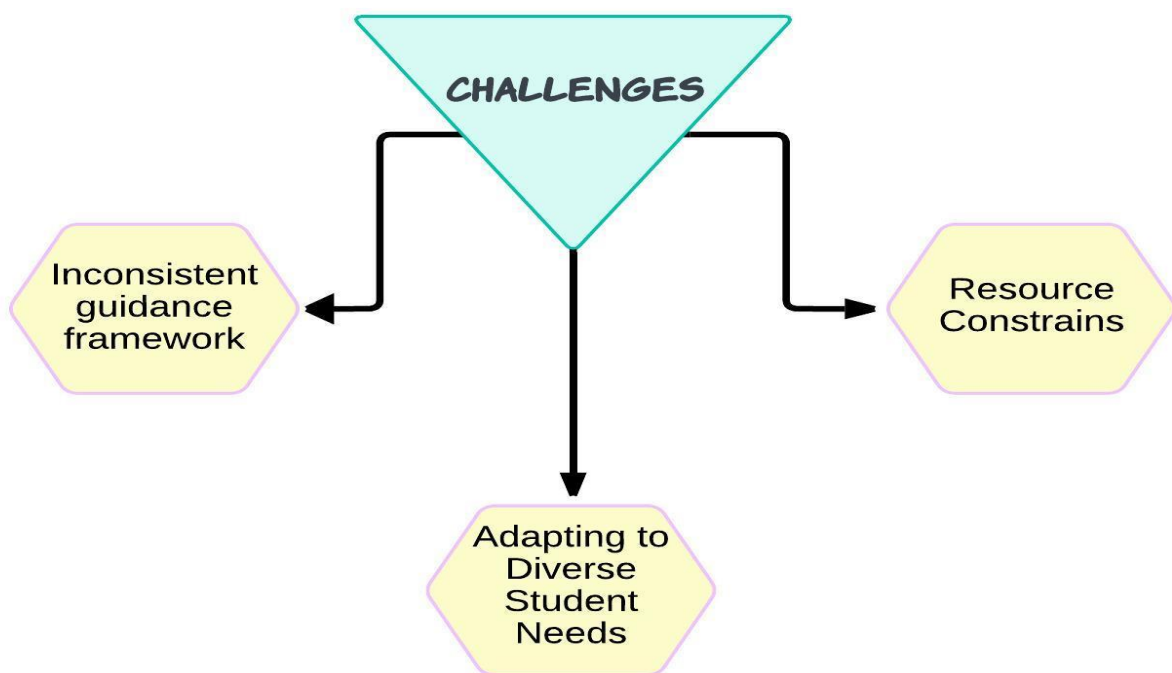 CHALLENGES
Inconsistent
guidance
framework
Resource
Constrains
Adapting to
Diverse
Student
Needs